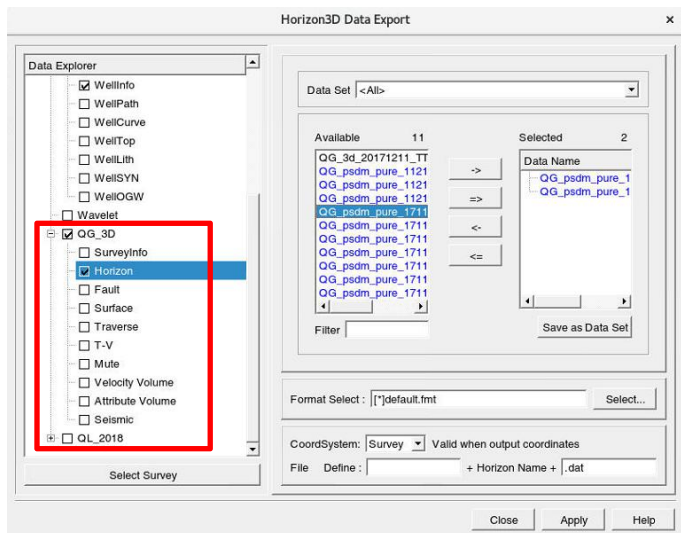 Horizon3D Data Export
Data Explorer
WellInfo
WellPath
WellCurve
WellTop
WellLith
WellSYN
WellOGW
Wavelet
QG_3D
SurveyInfo
Horizon
Fault
Surface
Traverse
T-V
Mute
Velocity Volume
Attribute Volume
Seismic
QL_2018
Select Survey
Data Set <All>
Available 11
QG_3d_20171211_TT
QG_psdm_pure_1121
QG_psdm_pure_1121
QG_psdm_pure_1121
QG_psdm_pure_1711
QG_psdm_pure_1711
QG_psdm_pure_1711
QG_psdm_pure_1711
QG_psdm_pure_1711
QG_psdm_pure_1711
QG_psdm_pure_1711
Filter
->
=>
<-
<=
Selected 2
Data Name
QG_psdm_pure_1
QG_psdm_pure_1
Save as Data Set
Format Select : [*]default.fmt Select...
CoordSystem: Survey Valid when output coordinates
File Define : + Horizon Name + .dat
Close Apply Help